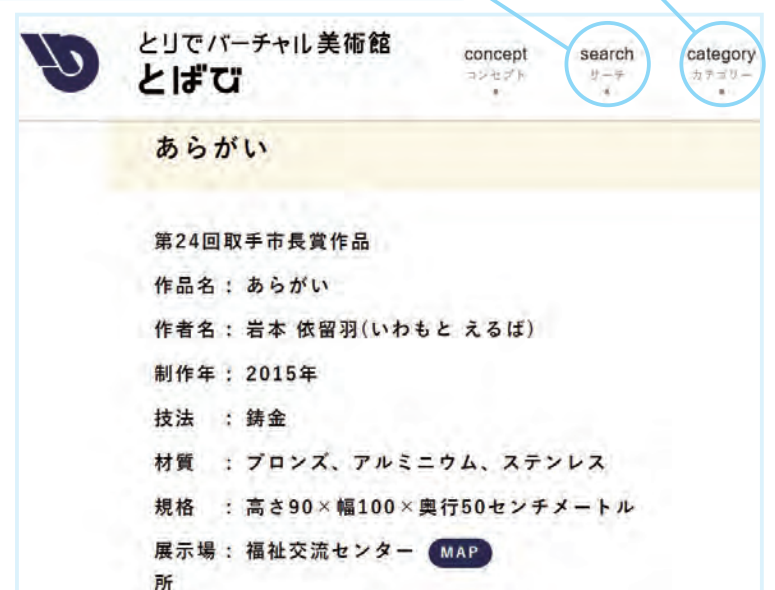 とりでバーチャル美術館
とばび
concept
コンセプト
search
サーチ
category
カテゴリー
あらがい
第24回取手市長賞作品
作品名： あらがい
作者名： 岩本 依留羽(いわもと えるば)
制作年： 2015年
技法 ： 鋳金
材質 ： ブロンズ、アルミニウム、ステンレス
規格 ： 高さ90×幅100×奥行50センチメートル
展示場： 福祉交流センター MAP
所